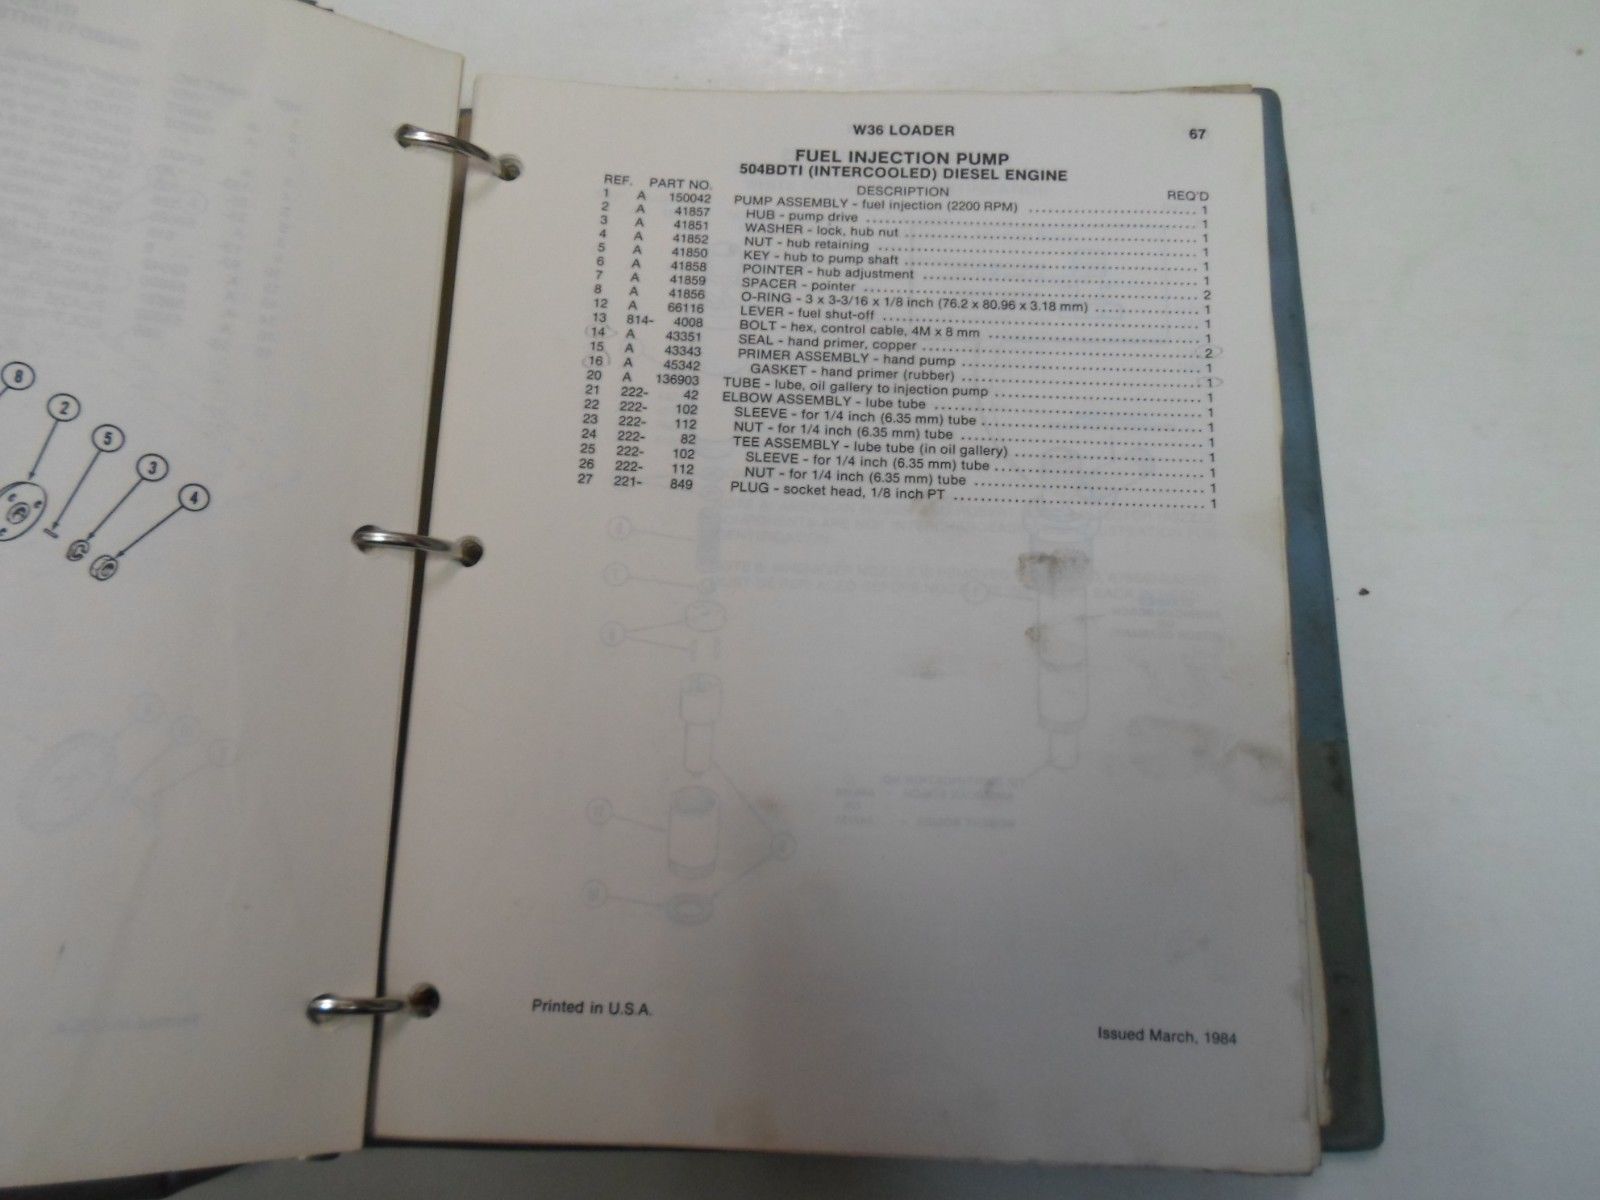 8
2
5
3
4
W36 LOADER 67
FUEL INJECTION PUMP
504BDTI (INTERCOOLED) DIESEL ENGINE
REF. PART NO. DESCRIPTION REQ'D
1 A 150042 PUMP ASSEMBLY - fuel injection (2200 RPM) 1
2 A 41857 HUB - pump drive 1
3 A 41851 WASHER - lock, hub nut 1
4 A 41852 NUT - hub retaining 1
5 A 41850 KEY - hub to pump shaft 1
6 A 41858 POINTER - hub adjustment 1
7 A 41859 SPACER - pointer 2
8 A 41856 O-RING - 3 x 3-3/16 x 1/8 inch (76.2 x 80.96 x 3.18 mm) 1
12 A 66116 LEVER - fuel shut-off 1
13 814- 4008 BOLT - hex, control cable, 4M x 8 mm 1
14 A 43351 SEAL - hand primer, copper 2
15 A 43343 PRIMER ASSEMBLY - hand pump 1
16 A 45342 GASKET - hand primer (rubber) 1
20 A 136903 TUBE - lube, oil gallery to injection pump 1
21 222- 42 ELBOW ASSEMBLY - lube tube 1
22 222- 102 SLEEVE - for 1/4 inch (6.35 mm) tube 1
23 222- 112 NUT - for 1/4 inch (6.35 mm) tube 1
24 222- 82 TEE ASSEMBLY - lube tube (in oil gallery) 1
25 222- 102 SLEEVE - for 1/4 inch (6.35 mm) tube 1
26 222- 112 NUT - for 1/4 inch (6.35 mm) tube 1
27 221- 849 PLUG - socket head, 1/8 inch PT 1
Printed in U.S.A.
Issued March, 1984